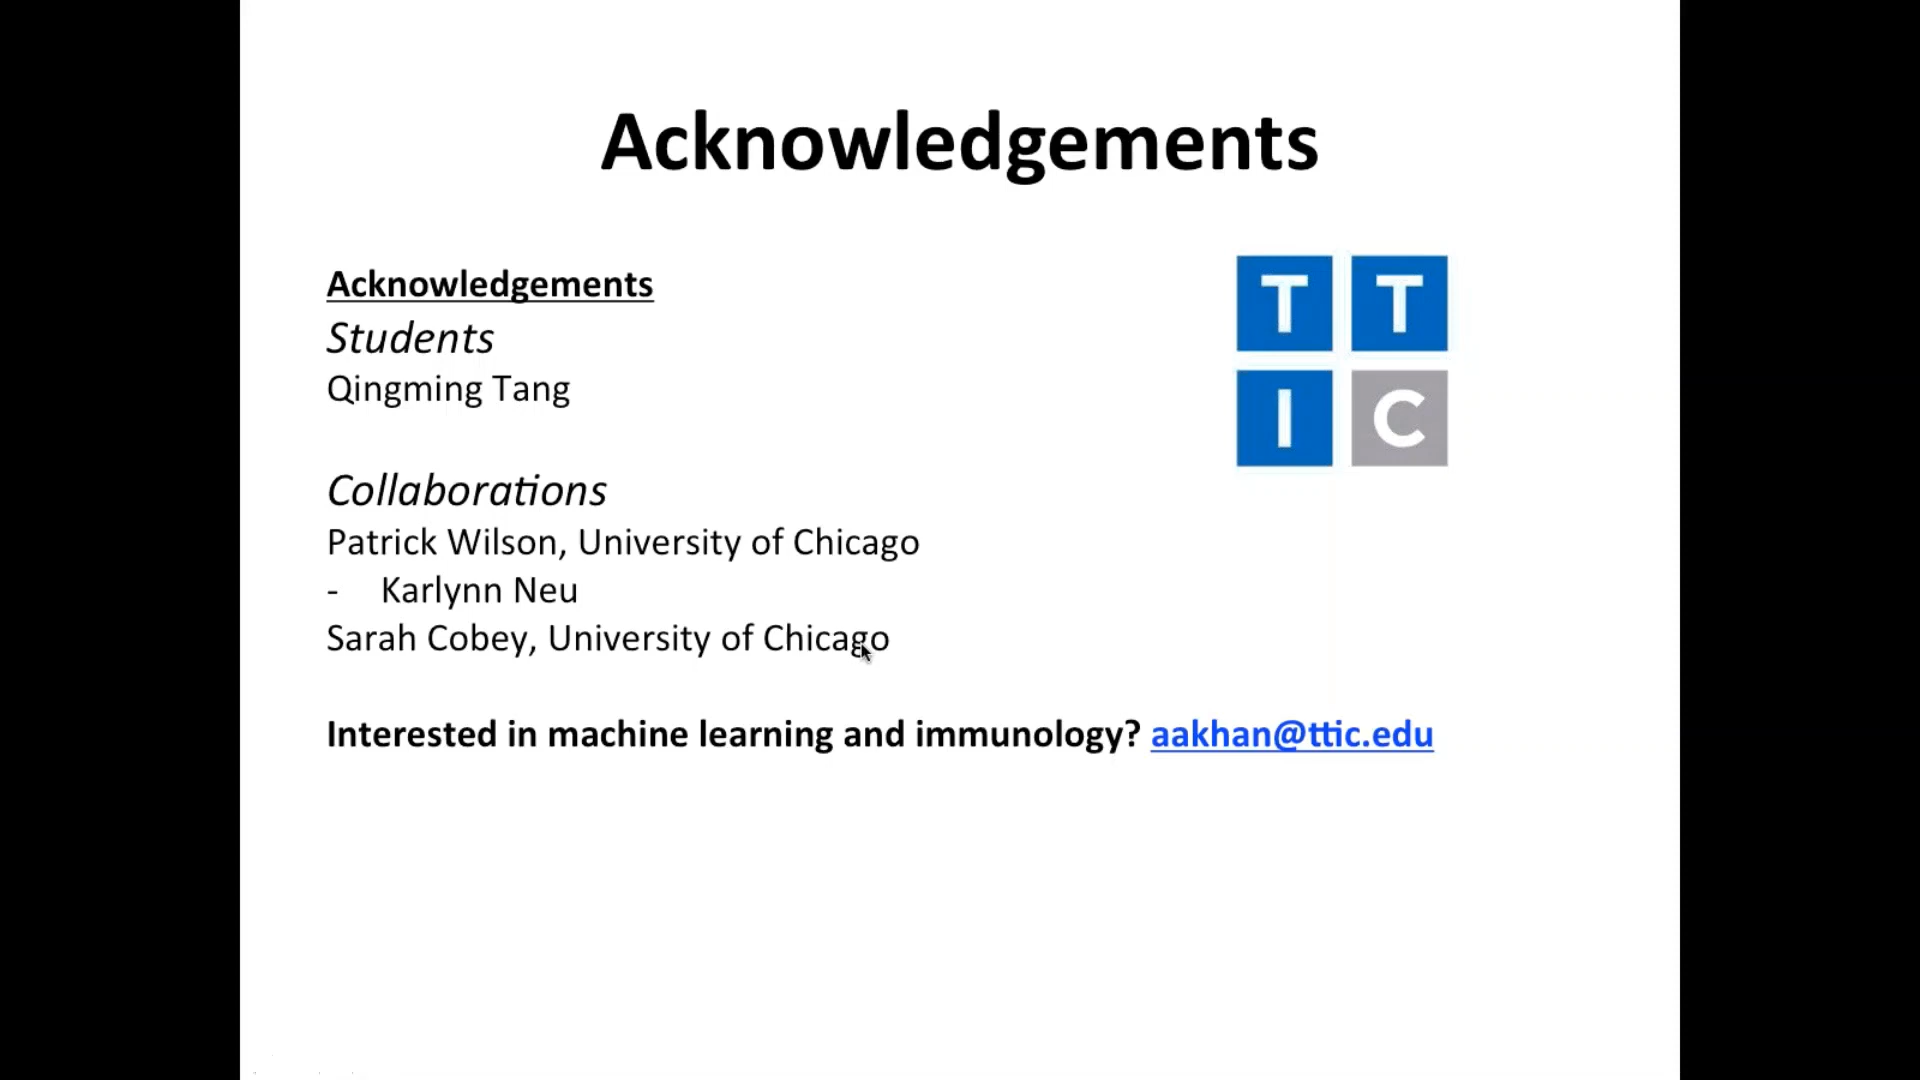 Acknowledgements
Acknowledgements
Students
Qingming Tang
Collaborations
Patrick Wilson, University of Chicago
- Karlynn Neu
Sarah Cobey, University of Chicago
Interested in machine learning and immunology? aakhan@ttic.edu
T T
I C